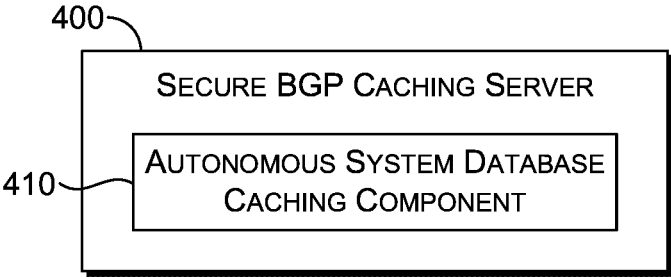 400
SECURE BGP CACHING SERVER
410
AUTONOMOUS SYSTEM DATABASE
CACHING COMPONENT